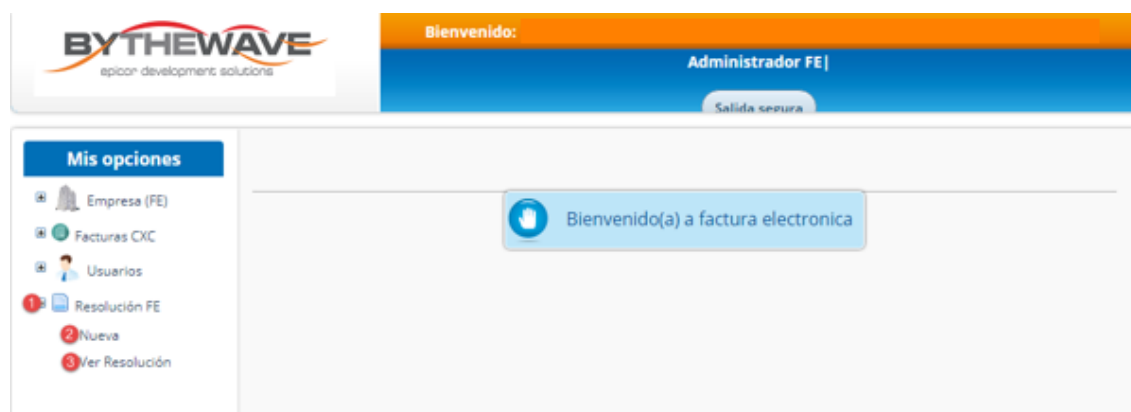 BYTHEWAVE
epicor development solutions
Bienvenido:
Administrador FE|
Salida segura
Mis opciones
Empresa (FE)
Facturas CXC
Usuarios
1 Resolución FE
2 Nueva
3 Ver Resolución
Bienvenido(a) a factura electronica